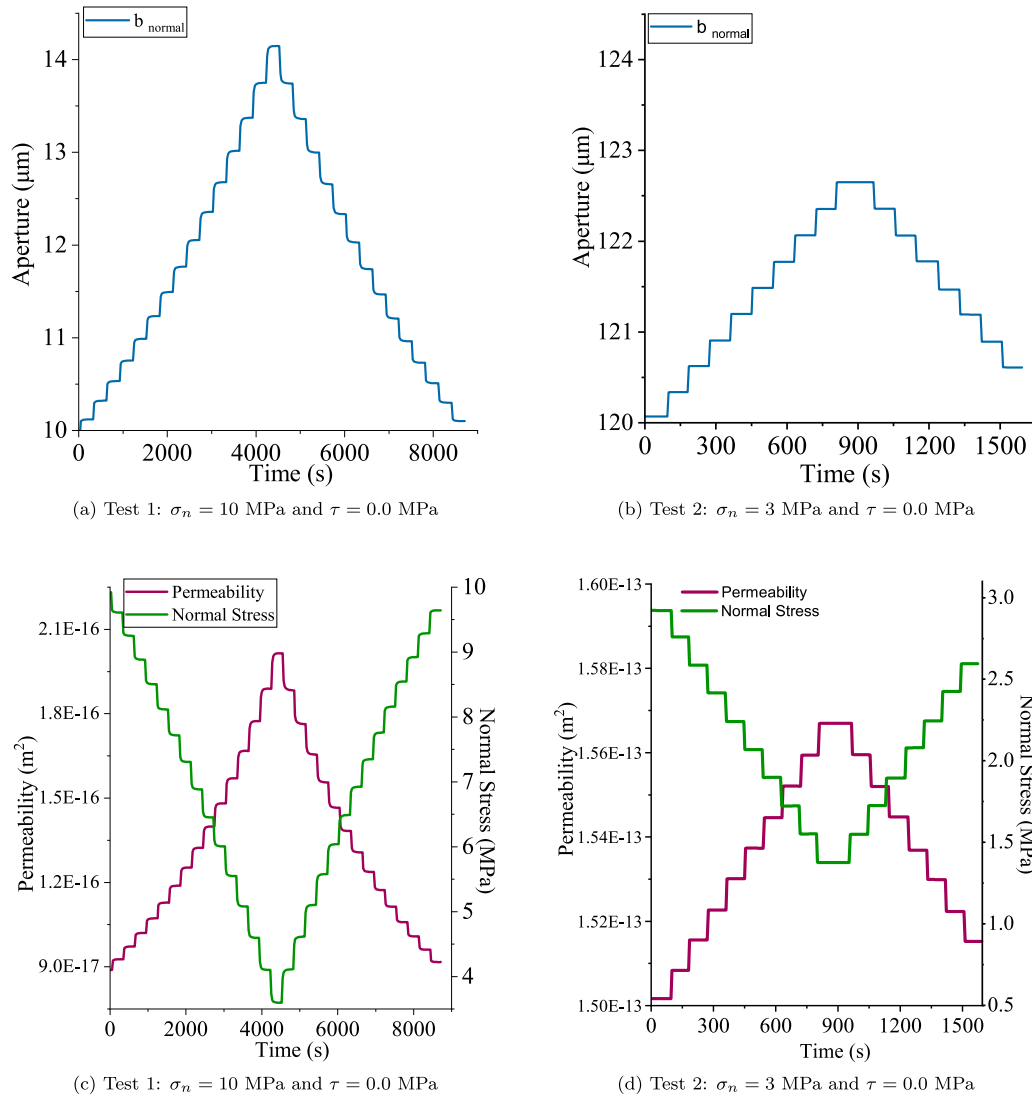 b normal
14
13
12
11
10
Aperture (μm)
0 2000 4000 6000 8000
Time (s)
(a) Test 1: σn = 10 MPa and τ = 0.0 MPa
b normal
124
123
122
121
120
Aperture (μm)
0 300 600 900 1200 1500
Time (s)
(b) Test 2: σn = 3 MPa and τ = 0.0 MPa
Permeability
Normal Stress
2.1E-16
1.8E-16
1.5E-16
1.2E-16
9.0E-17
Permeability (m²)
10
9
8
7
6
5
4
Normal Stress (MPa)
0 2000 4000 6000 8000
Time (s)
(c) Test 1: σn = 10 MPa and τ = 0.0 MPa
Permeability
Normal Stress
1.60E-13
1.58E-13
1.56E-13
1.54E-13
1.52E-13
1.50E-13
Permeability (m²)
3.0
2.5
2.0
1.5
1.0
0.5
Normal Stress (MPa)
0 300 600 900 1200 1500
Time (s)
(d) Test 2: σn = 3 MPa and τ = 0.0 MPa